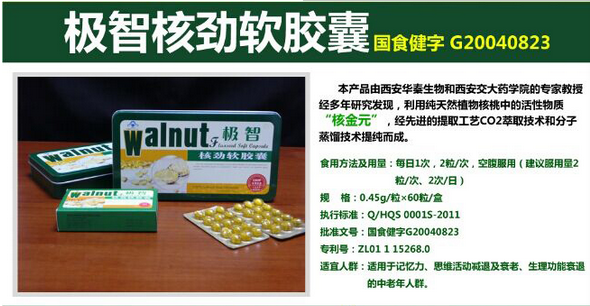 极智核劲软胶囊 国食健字 G20040823
本产品由西安华秦生物和西安交大药学院的专家教授
经多年研究发现，利用纯天然植物核桃中的活性物质
“核金元”，经先进的提取工艺CO2萃取技术和分子
蒸馏技术提纯而成。
食用方法及用量：每日1次，2粒/次，空腹服用（建议服用量2
粒/次、2次/日）
规 格：0.45g/粒×60粒/盒
执行标准：Q/HQS 0001S-2011
批准文号：国食健字G20040823
专利号：ZL01 1 15268.0
适宜人群：适用于记忆力、思维活动减退及衰老、生理功能衰退
的中老年人群。
Walnut 极智
核劲软胶囊
walnut